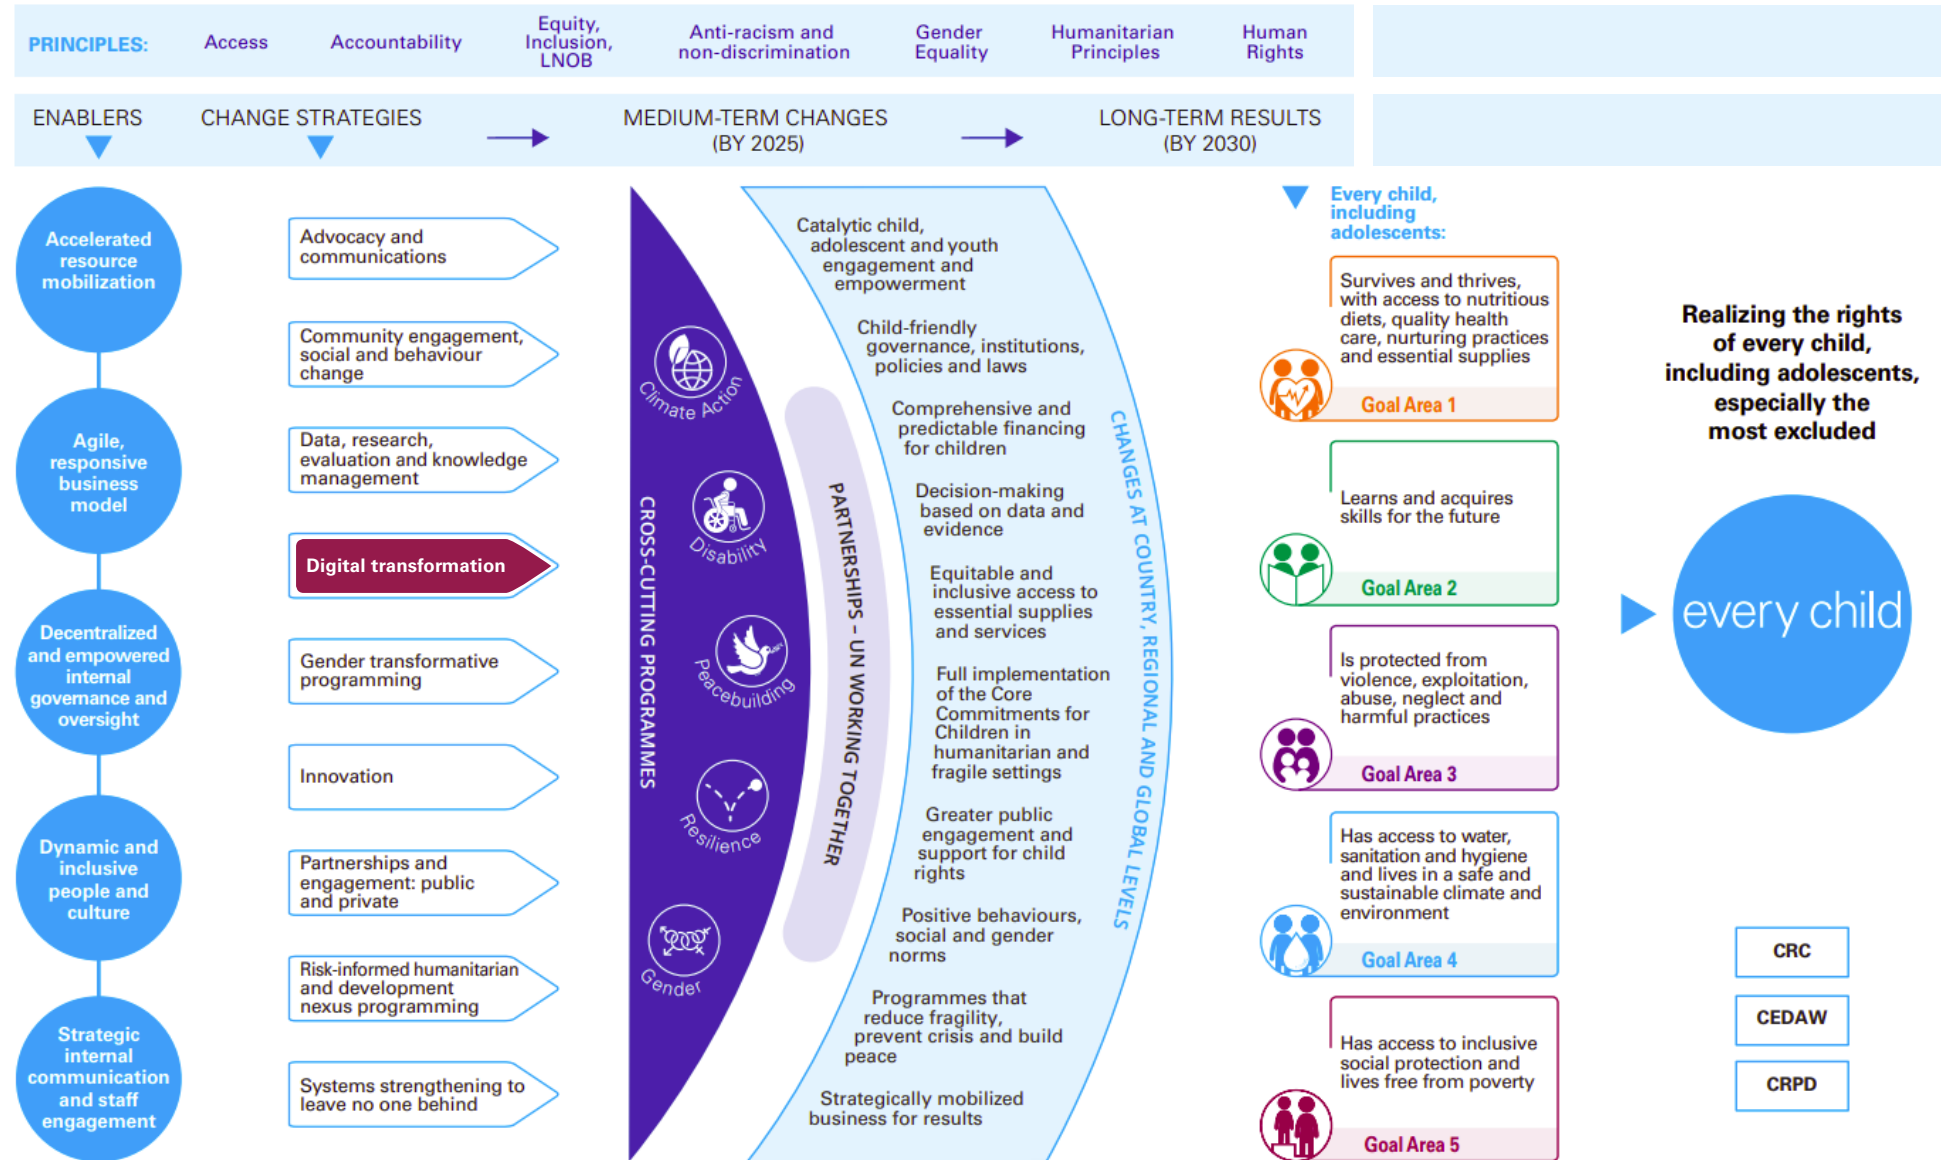 PRINCIPLES:
Access
Accountability
Equity,
Inclusion,
LNOB
Anti-racism and
non-discrimination
Gender
Equality
Humanitarian
Principles
Human
Rights
ENABLERS
CHANGE STRATEGIES
MEDIUM-TERM CHANGES
(BY 2025)
LONG-TERM RESULTS
(BY 2030)
Accelerated
resource
mobilization
Agile,
responsive
business
model
Decentralized
and empowered
internal
governance and
oversight
Dynamic and
inclusive
people and
culture
Strategic
internal
communication
and staff
engagement
Advocacy and
communications
Community engagement,
social and behaviour
change
Data, research,
evaluation and knowledge
management
Digital transformation
Gender transformative
programming
Innovation
Partnerships and
engagement: public
and private
Risk-informed humanitarian
and development
nexus programming
Systems strengthening to
leave no one behind
CROSS-CUTTING PROGRAMMES
Climate Action
Disability
Peacebuilding
Resilience
Gender
PARTNERSHIPS – UN WORKING TOGETHER
Catalytic child,
adolescent and youth
engagement and
empowerment
Child-friendly
governance, institutions,
policies and laws
Comprehensive and
predictable financing
for children
Decision-making
based on data and
evidence
Equitable and
inclusive access to
essential supplies
and services
Full implementation
of the Core
Commitments for
Children in
humanitarian and
fragile settings
Greater public
engagement and
support for child
rights
Positive behaviours,
social and gender
norms
Programmes that
reduce fragility,
prevent crisis and build
peace
Strategically mobilized
business for results
CHANGES AT COUNTRY, REGIONAL AND GLOBAL LEVELS
Every child,
including
adolescents:
Survives and thrives,
with access to nutritious
diets, quality health
care, nurturing practices
and essential supplies
Goal Area 1
Learns and acquires
skills for the future
Goal Area 2
Is protected from
violence, exploitation,
abuse, neglect and
harmful practices
Goal Area 3
Has access to water,
sanitation and hygiene
and lives in a safe and
sustainable climate and
environment
Goal Area 4
Has access to inclusive
social protection and
lives free from poverty
Goal Area 5
Realizing the rights
of every child,
including adolescents,
especially the
most excluded
every child
CRC
CEDAW
CRPD